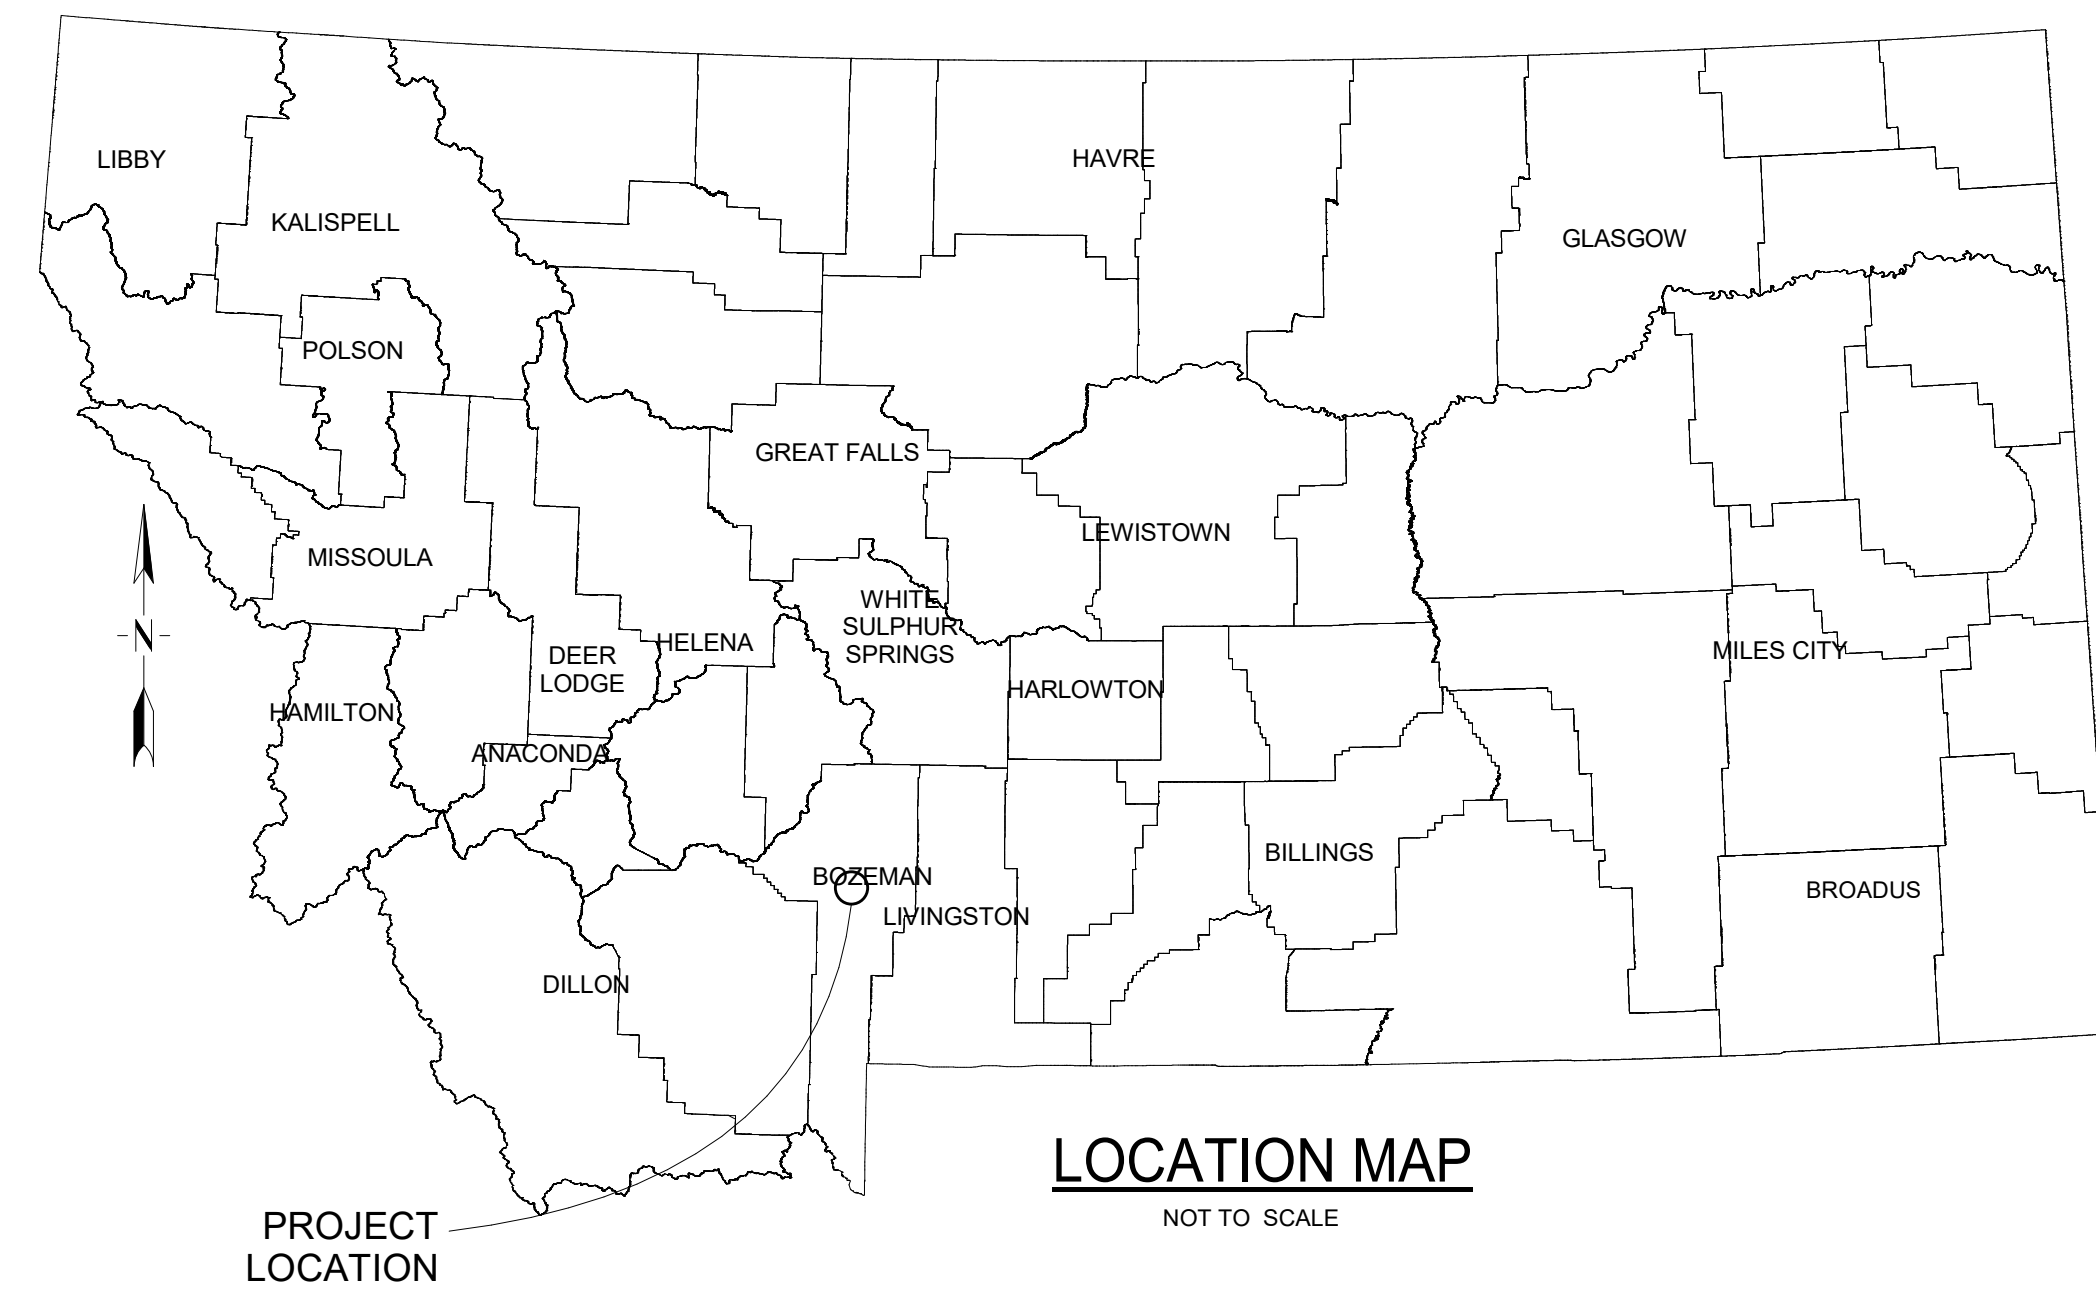 HAVRE
LIBBY
KALISPELL
GLASGOW
POLSON
GREAT FALLS
LEWISTOWN
MISSOULA
WHITE
SULPHUR
SPRINGS
HELENA
DEER
LODGE
MILES CITY
HARLOWTON
HAMILTON
ANACONDA
BILLINGS
BOZEMAN
BROADUS
LIVINGSTON
DILLON
N
LOCATION MAP
NOT TO SCALE
PROJECT
LOCATION